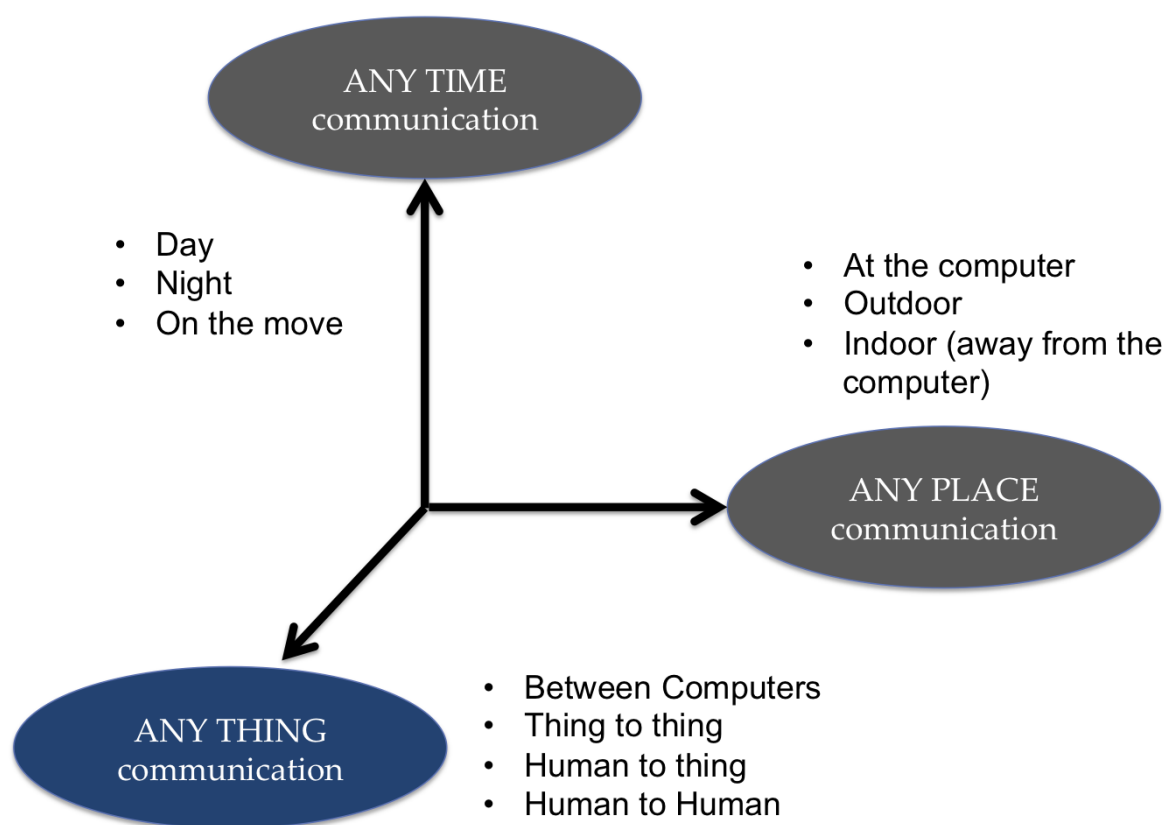 ANY TIME
communication
• Day
• Night
• On the move
• At the computer
• Outdoor
• Indoor (away from the
computer)
ANY PLACE
communication
ANY THING
communication
• Between Computers
• Thing to thing
• Human to thing
• Human to Human